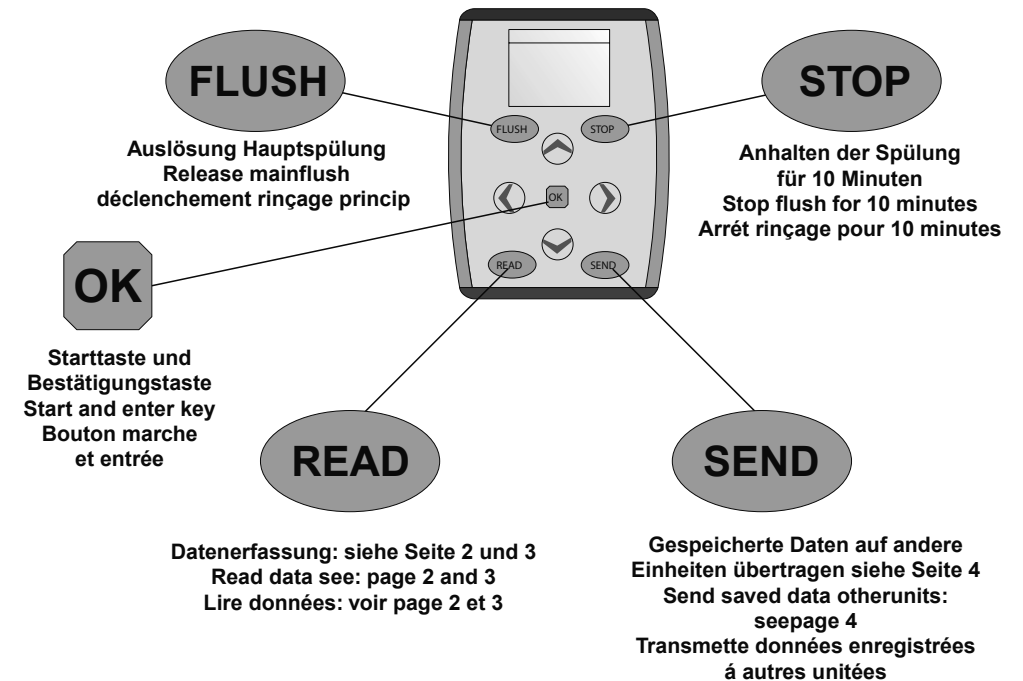 FLUSH
Auslösung Hauptspülung
Release mainflush
déclenchement rinçage princip
STOP
Anhalten der Spülung
für 10 Minuten
Stop flush for 10 minutes
Arrét rinçage pour 10 minutes
FLUSH
STOP
OK
READ
SEND
OK
Starttaste und
Bestätigungstaste
Start and enter key
Bouton marche
et entrée
READ
Datenerfassung: siehe Seite 2 und 3
Read data see: page 2 and 3
Lire données: voir page 2 et 3
SEND
Gespeicherte Daten auf andere
Einheiten übertragen siehe Seite 4
Send saved data otherunits:
seepage 4
Transmette données enregistrées
á autres unitées